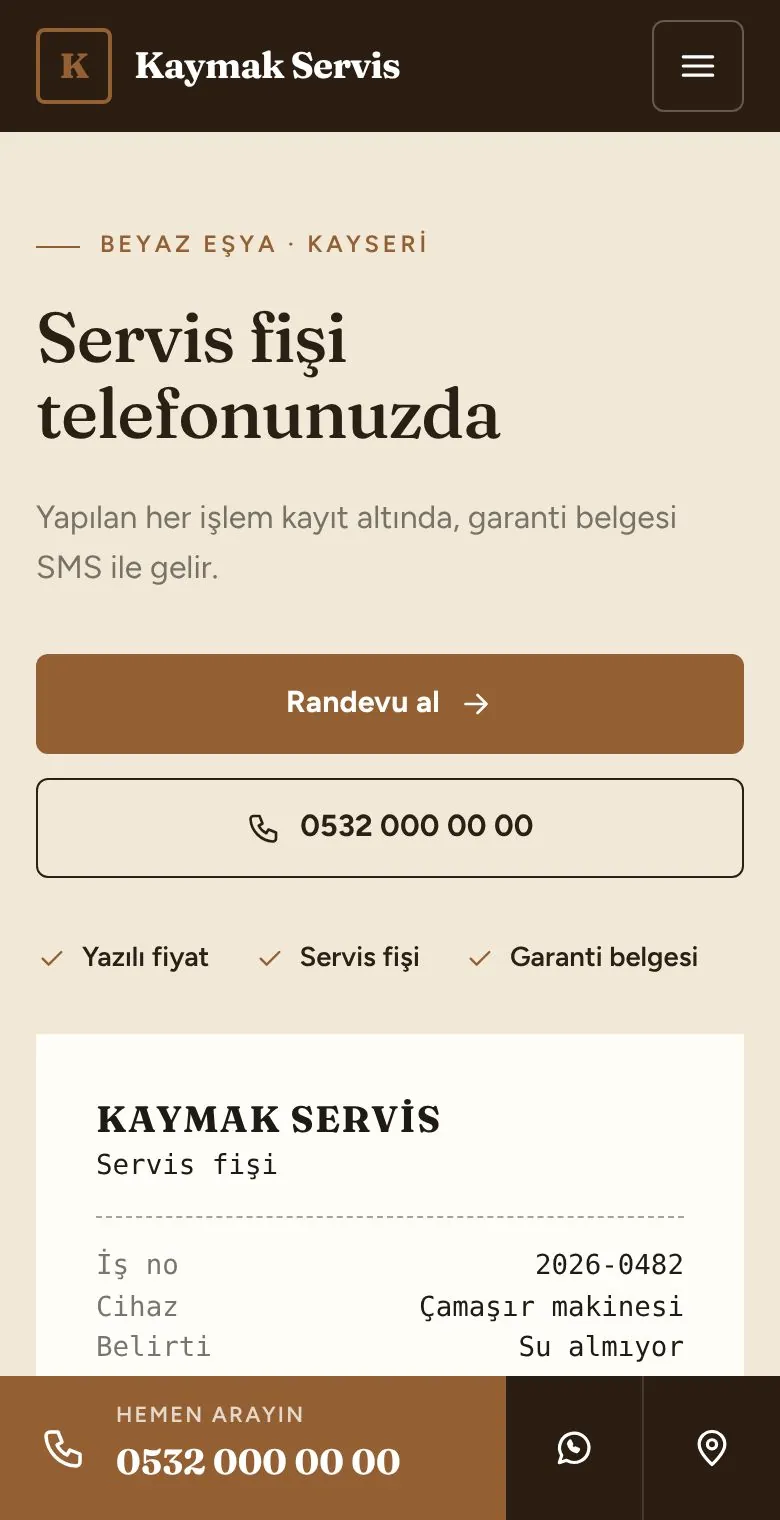 K
Kaymak Servis
BEYAZ EŞYA · KAYSERİ
Servis fişi
telefonunuzda
Yapılan her işlem kayıt altında, garanti belgesi
SMS ile gelir.
Randevu al →
0532 000 00 00
Yazılı fiyat
Servis fişi
Garanti belgesi
KAYMAK SERVİS
Servis fişi
İş no 2026-0482
Cihaz Çamaşır makinesi
Belirti Su almıyor
HEMEN ARAYIN
0532 000 00 00